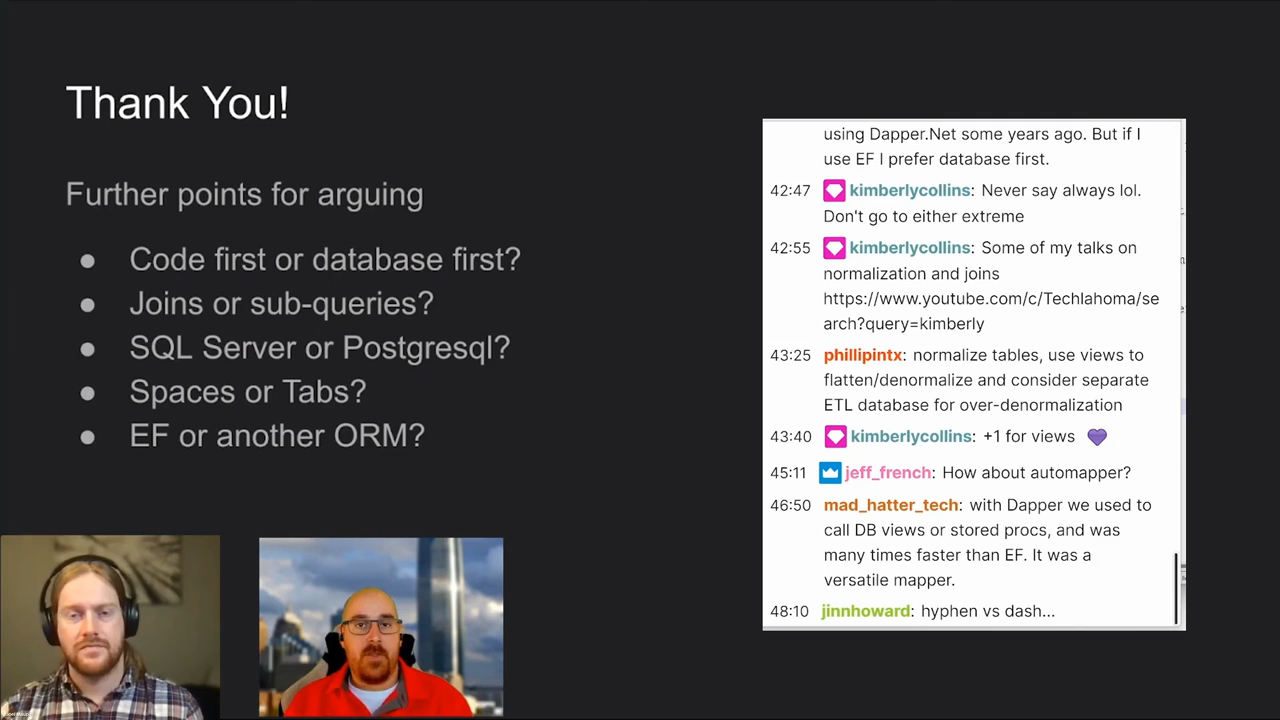 Thank You!
Further points for arguing
● Code first or database first?
● Joins or sub-queries?
● SQL Server or Postgresql?
● Spaces or Tabs?
● EF or another ORM?
using Dapper.Net some years ago. But if I
use EF I prefer database first.
42:47 kimberlycollins: Never say always lol.
Don't go to either extreme
42:55 kimberlycollins: Some of my talks on
normalization and joins
https://www.youtube.com/c/Techlahoma/se
arch?query=kimberly
43:25 phillipintx: normalize tables, use views to
flatten/denormalize and consider separate
ETL database for over-denormalization
43:40 kimberlycollins: +1 for views 💜
45:11 jeff_french: How about automapper?
46:50 mad_hatter_tech: with Dapper we used to
call DB views or stored procs, and was
many times faster than EF. It was a
versatile mapper.
48:10 jinnhoward: hyphen vs dash...